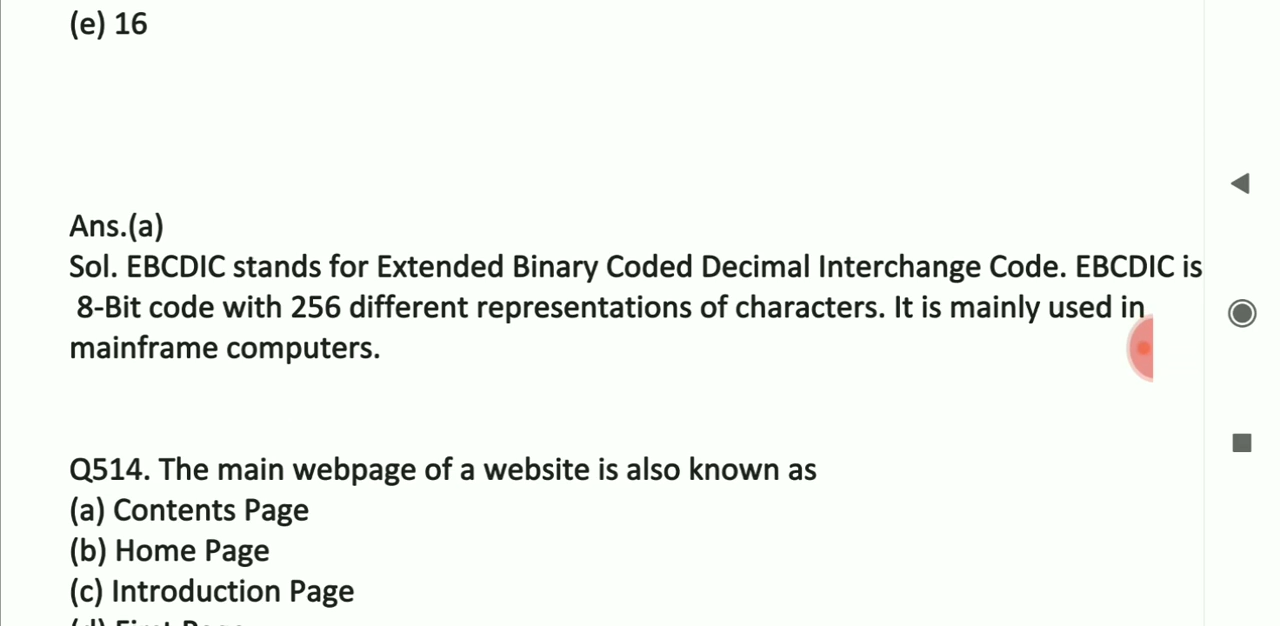 (e) 16
Ans.(a)
Sol. EBCDIC stands for Extended Binary Coded Decimal Interchange Code. EBCDIC is
8-Bit code with 256 different representations of characters. It is mainly used in
mainframe computers.
Q514. The main webpage of a website is also known as
(a) Contents Page
(b) Home Page
(c) Introduction Page